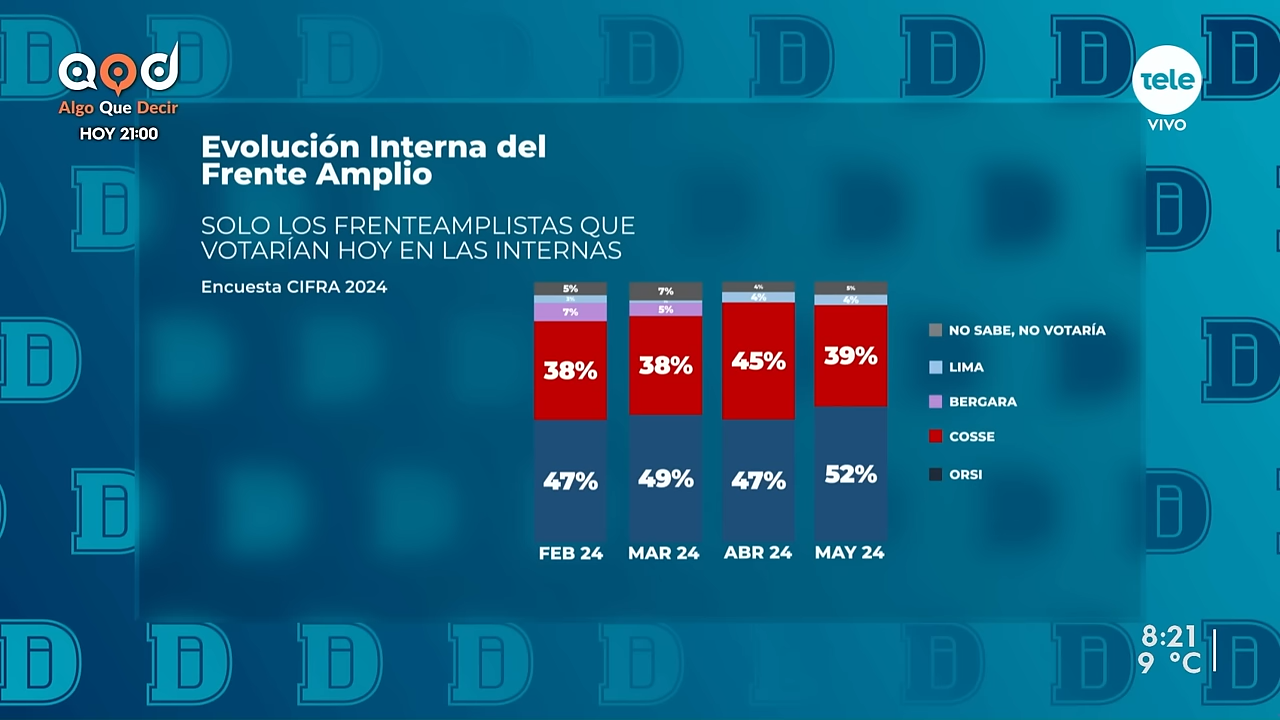 aqd
Algo Que Decir
HOY 21:00
tele
VIVO
Evolución Interna del
Frente Amplio
SOLO LOS FRENTEAMPLISTAS QUE
VOTARÍAN HOY EN LAS INTERNAS
Encuesta CIFRA 2024
5% 7% 4% 5%
3% 4% 4%
7% 5%
38% 38% 45% 39%
47% 49% 47% 52%
FEB 24 MAR 24 ABR 24 MAY 24
NO SABE, NO VOTARÍA
LIMA
BERGARA
COSSE
ORSI
8:21
9 °C